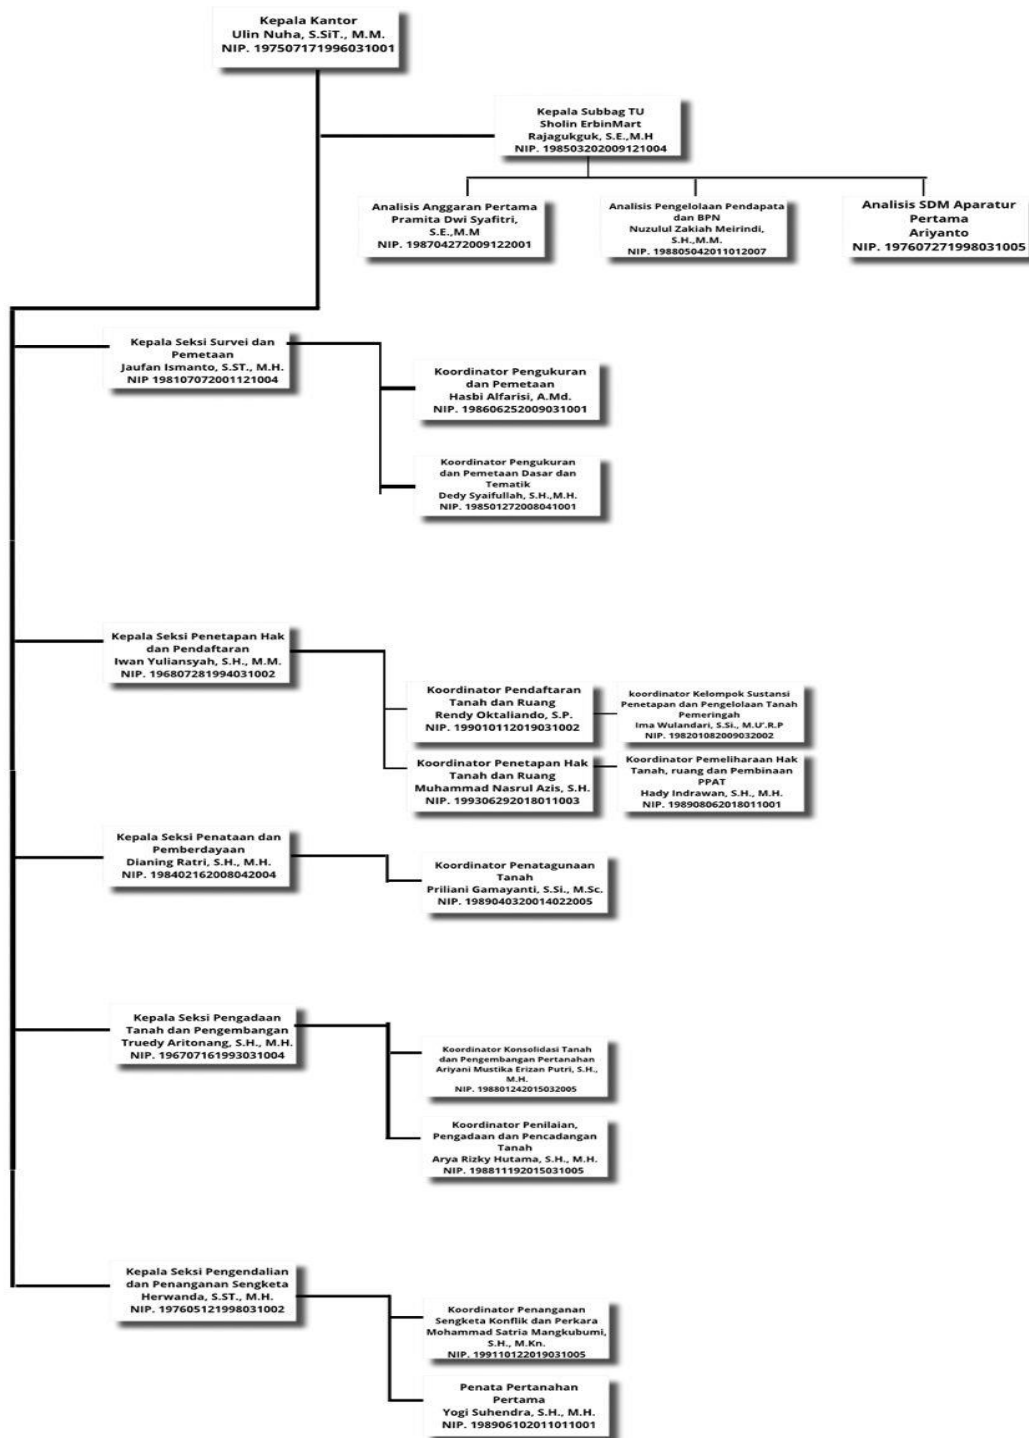 Kepala Kantor
Ulin Nuha, S.SiT., M.M.
NIP. 197507171996031001
Kepala Subbag TU
Sholin ErbinMart
Rajagukguk, S.E.,M.H
NIP. 198503202009121004
Analisis Anggaran Pertama
Pramita Dwi Syafitri,
S.E.,M.M
NIP. 198704272009122001
Analisis Pengelolaan Pendapata
dan BPN
Nuzulul Zakiah Meirindi,
S.H.,M.M.
NIP. 198805042011012007
Analisis SDM Aparatur
Pertama
Ariyanto
NIP. 197607271998031005
Kepala Seksi Survei dan
Pemetaan
Jaufan Ismanto, S.ST., M.H.
NIP 198107072001121004
Koordinator Pengukuran
dan Pemetaan
Hasbi Alfarisi, A.Md.
NIP. 198606252009031001
Koordinator Pengukuran
dan Pemetaan Dasar dan
Tematik
Dedy Syaifullah, S.H.,M.H.
NIP. 198501272008041001
Kepala Seksi Penetapan Hak
dan Pendaftaran
Iwan Yuliansyah, S.H., M.M.
NIP. 196807281994031002
Koordinator Pendaftaran
Tanah dan Ruang
Rendy Oktaliando, S.P.
NIP. 199010112019031002
koordinator Kelompok Sustansi
Penetapan dan Pengelolaan Tanah
Pemeringah
Ima Wulandari, S.Si., M.U'.R.P
NIP. 198201082009032002
Koordinator Penetapan Hak
Tanah dan Ruang
Muhammad Nasrul Azis, S.H.
NIP. 199306292018011003
Koordinator Pemeliharaan Hak
Tanah, ruang dan Pembinaan
PPAT
Hady Indrawan, S.H., M.H.
NIP. 198908062018011001
Kepala Seksi Penataan dan
Pemberdayaan
Dianing Ratri, S.H., M.H.
NIP. 198402162008042004
Koordinator Penatagunaan
Tanah
Priliani Gamayanti, S.Si., M.Sc.
NIP. 1989040320014022005
Kepala Seksi Pengadaan
Tanah dan Pengembangan
Truedy Aritonang, S.H., M.H.
NIP. 196707161993031004
Koordinator Konsolidasi Tanah
dan Pengembangan Pertanahan
Ariyani Mustika Erizan Putri, S.H.,
M.H.
NIP. 198801242015032005
Koordinator Penilaian,
Pengadaan dan Pencadangan
Tanah
Arya Rizky Hutama, S.H., M.H.
NIP. 198811192015031005
Kepala Seksi Pengendalian
dan Penanganan Sengketa
Herwanda, S.ST., M.H.
NIP. 197605121998031002
Koordinator Penanganan
Sengketa Konflik dan Perkara
Mohammad Satria Mangkubumi,
S.H., M.Kn.
NIP. 199110122019031005
Penata Pertanahan
Pertama
Yogi Suhendra, S.H., M.H.
NIP. 198906102011011001